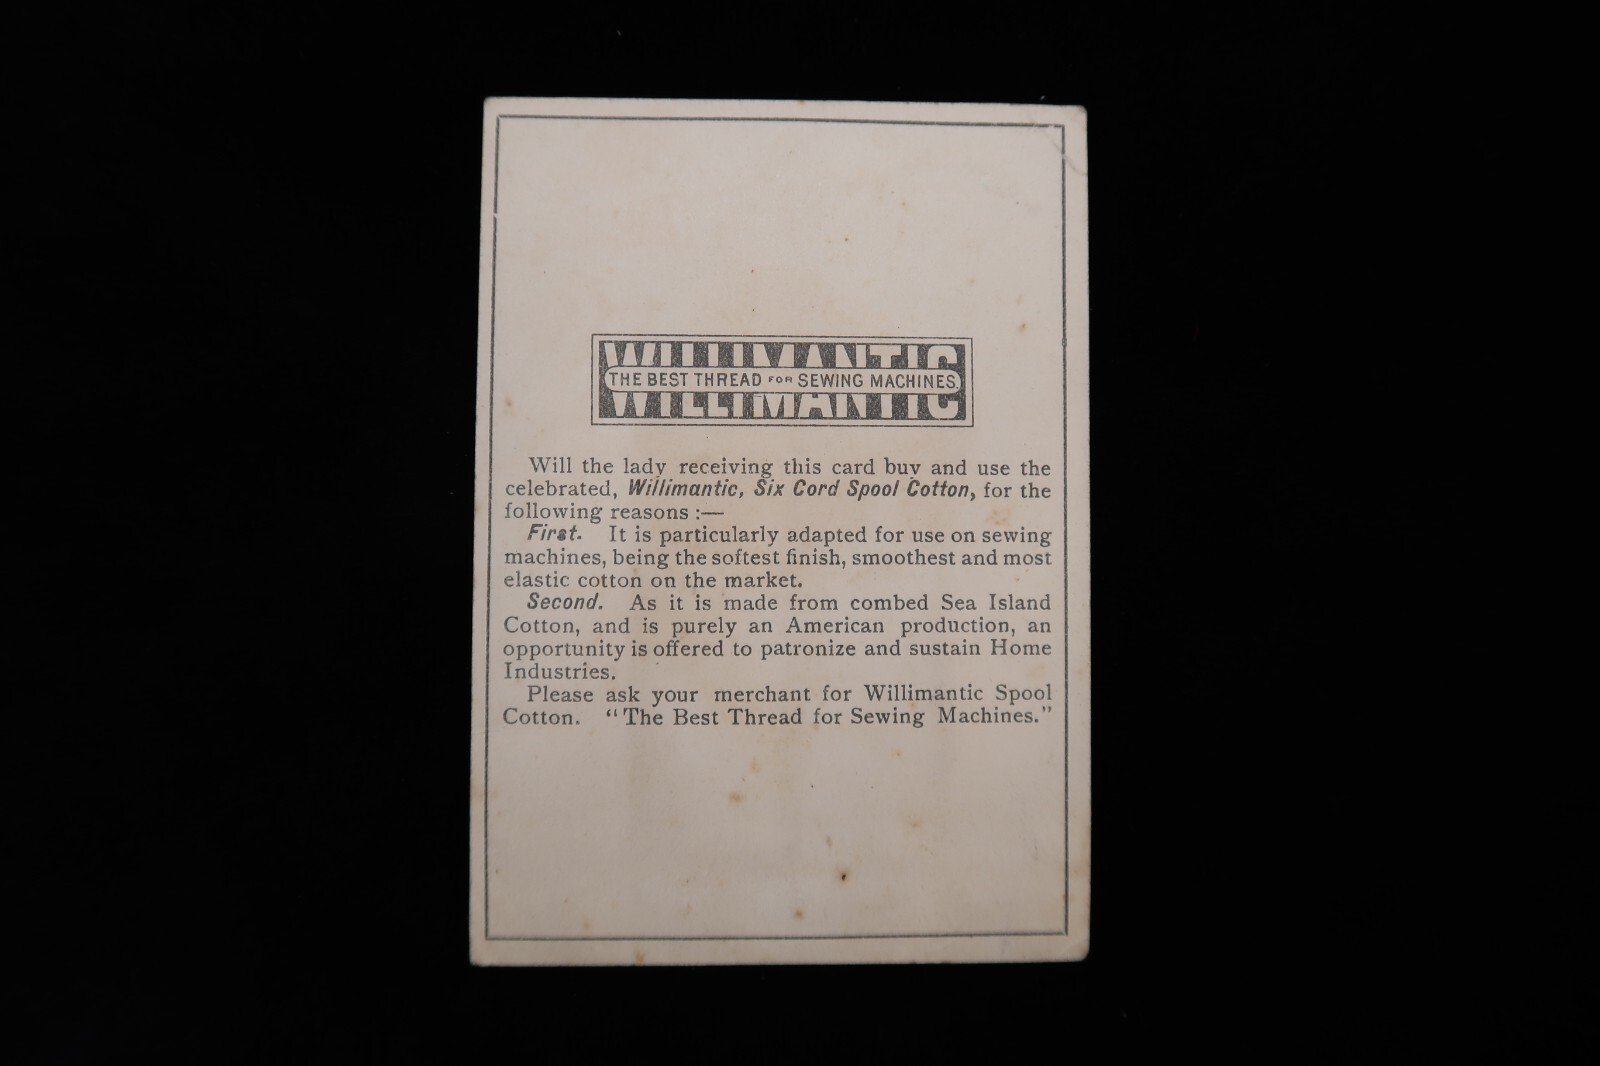 WILLIMANTIC
THE BEST THREAD FOR SEWING MACHINES.
Will the lady receiving this card buy and use the
celebrated, Willimantic, Six Cord Spool Cotton, for the
following reasons :—
First. It is particularly adapted for use on sewing
machines, being the softest finish, smoothest and most
elastic cotton on the market.
Second. As it is made from combed Sea Island
Cotton, and is purely an American production, an
opportunity is offered to patronize and sustain Home
Industries.
Please ask your merchant for Willimantic Spool
Cotton. "The Best Thread for Sewing Machines."